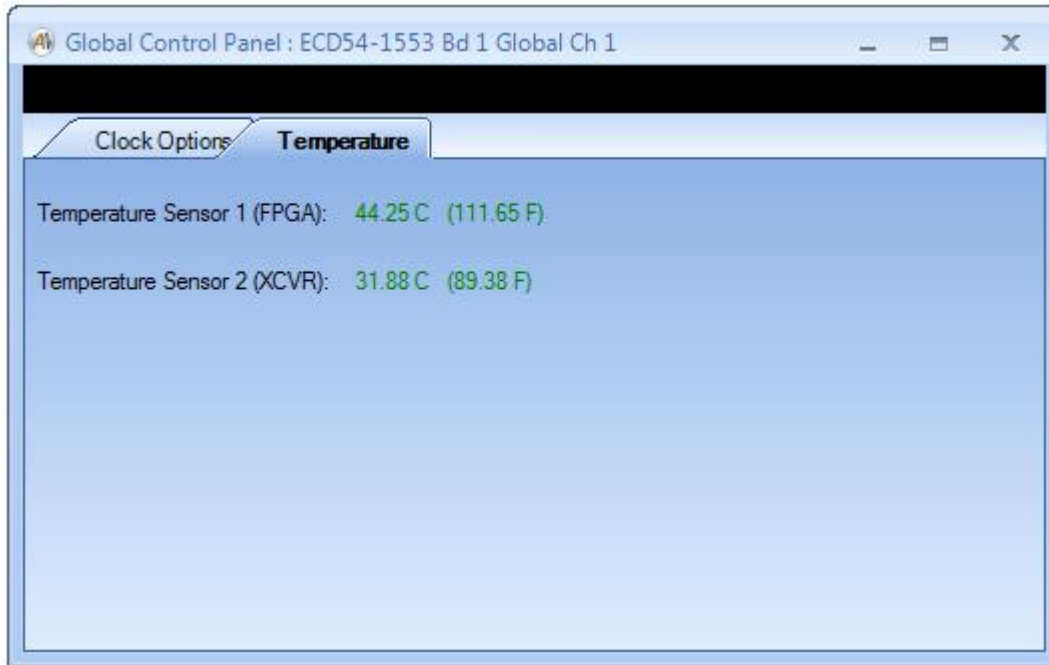 Global Control Panel : ECD54-1553 Bd 1 Global Ch 1
Clock Options Temperature
Temperature Sensor 1 (FPGA): 44.25 C (111.65 F)
Temperature Sensor 2 (XCVR): 31.88 C (89.38 F)